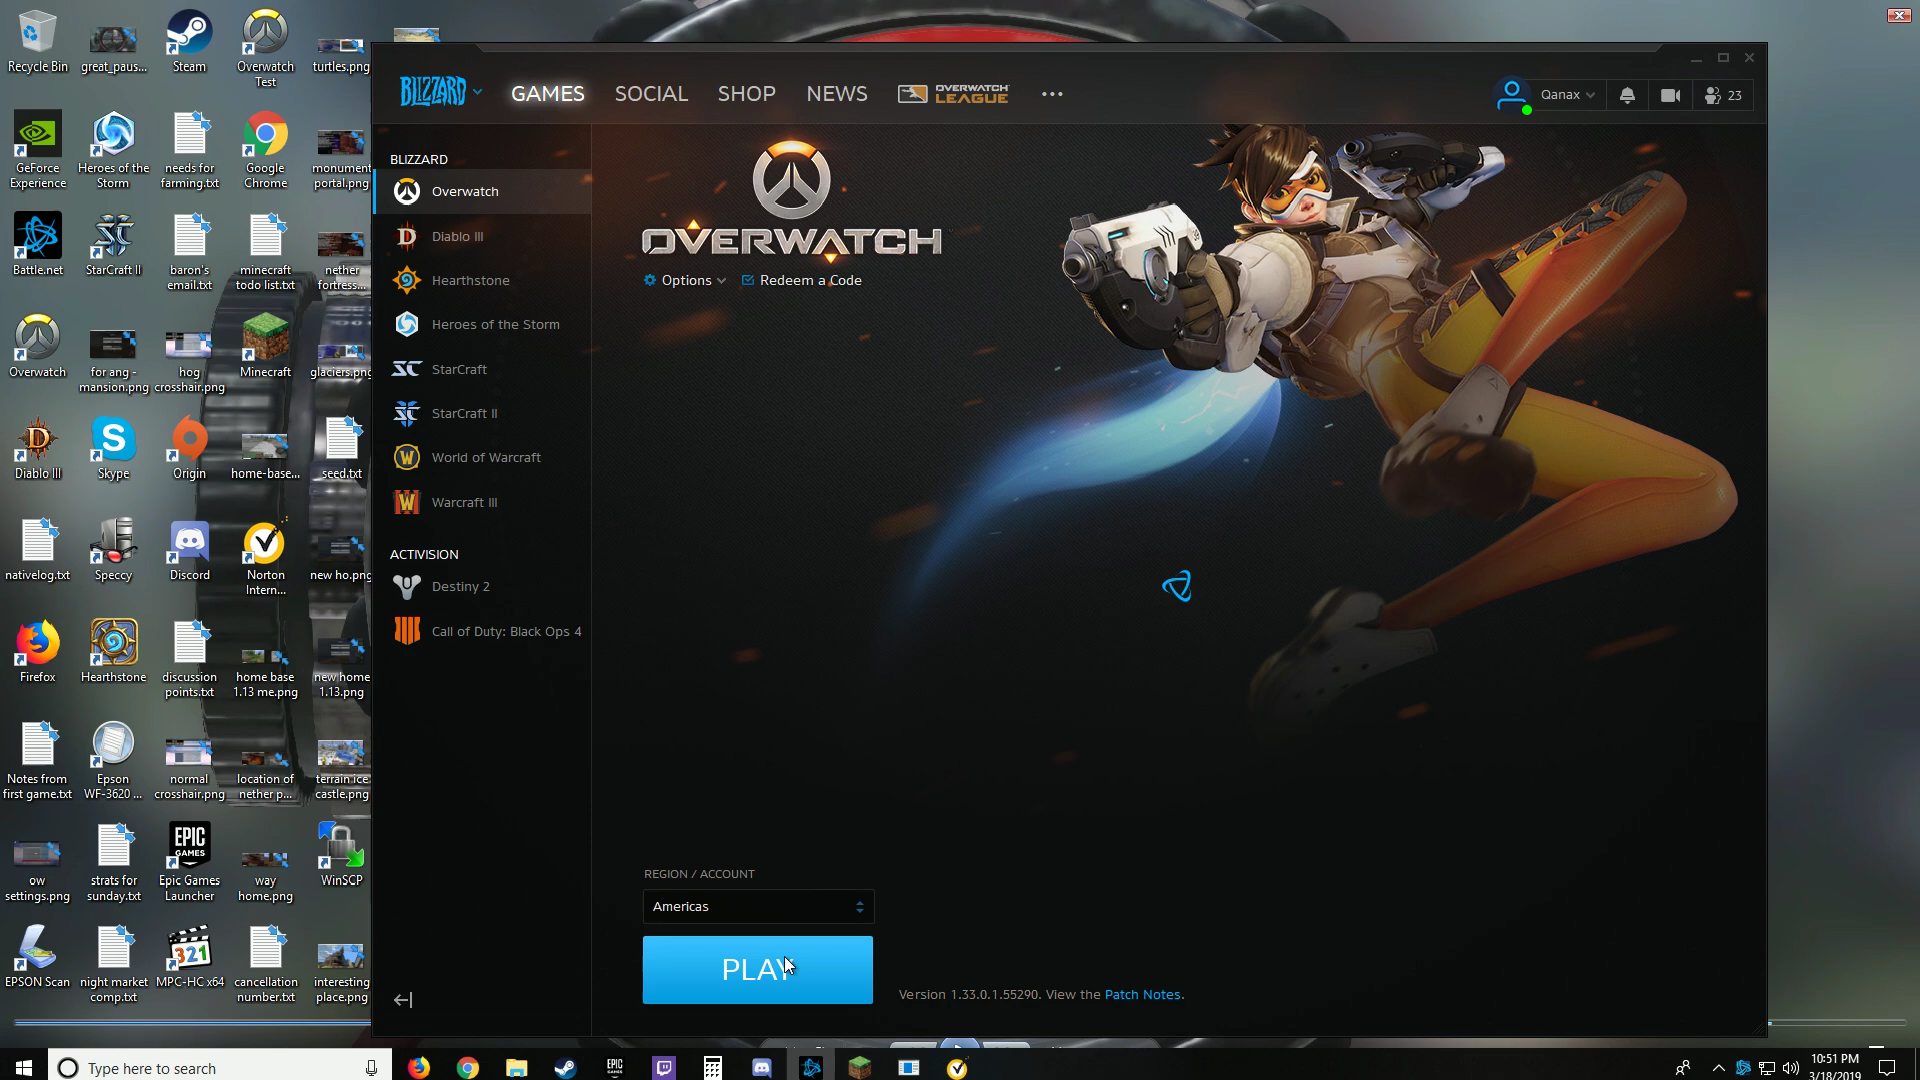 Recycle Bin
great_paus...
Steam
Overwatch
Test
turtles.png
GeForce
Experience
Heroes of the
Storm
needs for
farming.txt
Google
Chrome
monument
portal.png
Battle.net
StarCraft II
baron's
email.txt
minecraft
todo list.txt
nether
fortress...
Overwatch
for ang -
mansion.png
hog
crosshair.png
Minecraft
glaciers.png
Diablo III
Skype
Origin
home-base...
seed.txt
nativelog.txt
Speccy
Discord
Norton
Intern...
new ho.png
Firefox
Hearthstone
discussion
points.txt
home base
1.13 me.png
new home
1.13.png
Notes from
first game.txt
Epson
WF-3620 ...
normal
crosshair.png
location of
nether p...
terrain ice
castle.png
ow
settings.png
strats for
sunday.txt
EPIC
GAMES
Epic Games
Launcher
way
home.png
WinSCP
EPSON Scan
night market
comp.txt
321
MPC-HC x64
cancellation
number.txt
interesting
place.png
BLIZZARD
GAMES
SOCIAL
SHOP
NEWS
OVERWATCH
LEAGUE
Qanax
23
BLIZZARD
Overwatch
Diablo III
Hearthstone
Heroes of the Storm
StarCraft
StarCraft II
World of Warcraft
Warcraft III
ACTIVISION
Destiny 2
Call of Duty: Black Ops 4
OVERWATCH
Options
Redeem a Code
REGION / ACCOUNT
Americas
PLAY
Version 1.33.0.1.55290. View the Patch Notes.
Type here to search
EPIC
GAMES
10:51 PM
3/18/2019